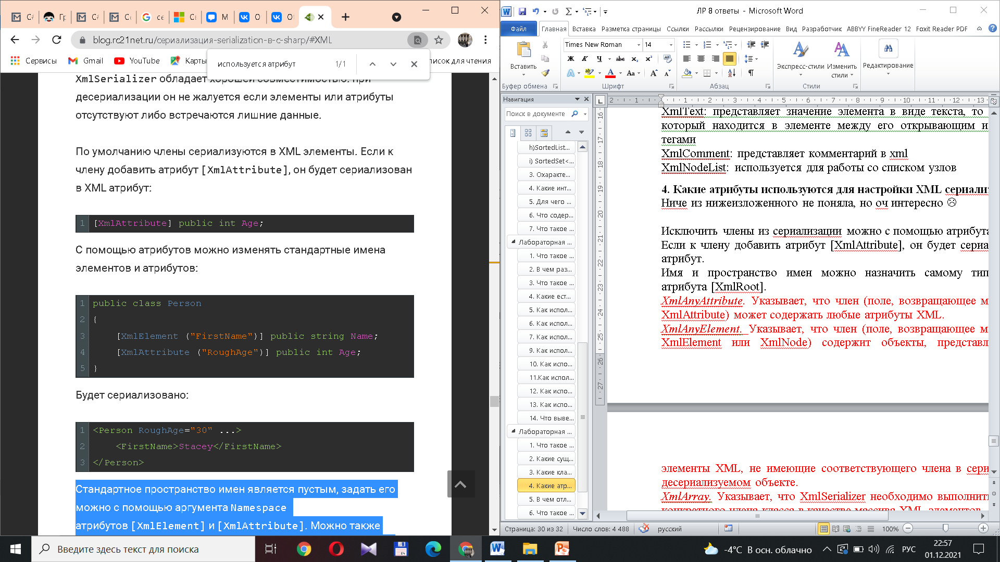 C#
Гр
C#
Се
се
Ci
М
О
От
blog.rc21net.ru/сериализация-serialization-в-c-sharp/#XML
Сервисы
Gmail
YouTube
Карты
писок для чтения
используется атрибут
1/1
XmlSerializer обладает хорошей совместимостью. При
десериализации он не жалуется если элементы или атрибуты
отсутствуют либо встречаются лишние данные.
По умолчанию члены сериализуются в XML элементы. Если к
члену добавить атрибут [XmlAttribute], он будет сериализован
в XML атрибут:
1 [XmlAttribute] public int Age;
С помощью атрибутов можно изменять стандартные имена
элементов и атрибутов:
1 public class Person
2 {
3 [XmlElement ("FirstName")] public string Name;
4 [XmlAttribute ("RoughAge")] public int Age;
5 }
Будет сериализовано:
1 <Person RoughAge="30" ...>
2 <FirstName>Stacey</FirstName>
3 </Person>
Стандартное пространство имен является пустым, задать его
можно с помощью аргумента Namespace
атрибутов [XmlElement] и [XmlAttribute]. Можно также
ЛР 8 ответы - Microsoft Word
Файл
Главная
Вставка
Разметка страницы
Ссылки
Рассылки
Рецензирование
Вид
Разработчик
ABBYY FineReader 12
Foxit Reader PDF
Вставить
Times New Roman
14
Ж К Ч abc x₂ x²
Aa
Экспресс-стили
Изменить
стили
Редактирование
Буфер обмена
Шрифт
Абзац
Стили
Навигация
Поиск в документе
h)SortedList...
i) SortedSet<...
3. Охаракте...
4. Какие инт...
5. Для чего ...
6. Что содер...
7. Что такое ...
Лабораторная ...
1. Что такое ...
2. В чем раз...
3. Что такое ...
4. Какие ест...
5. Как испол...
6. Как испол...
7. Как испол...
9. Как испол...
10. Как испо...
11.Как испол...
12. Как испо...
13. Как испо...
14. Что выве...
Лабораторная ...
1. Что такое ...
2. Какие сущ...
3. Какие кла...
4. Какие атр...
5. В чем отл...
6. Что такое ...
2 1 1 2 3 4 5 6 7 8 9 10 11 12 13
16 17 18 19 20 21 22 23 24 25 26 27
XmlText: представляет значение элемента в виде текста, то
который находится в элементе между его открывающим и
тегами
XmlComment: представляет комментарий в xml
XmlNodeList: используется для работы со списком узлов
4. Какие атрибуты используются для настройки XML сериализ
Ниче из нижеизложенного не поняла, но оч интересно ☹
Исключить члены из сериализации можно с помощью атрибута
Если к члену добавить атрибут [XmlAttribute], он будет сериа
атрибут.
Имя и пространство имен можно назначить самому тип
атрибута [XmlRoot].
XmlAnyAttribute. Указывает, что член (поле, возвращающее м
XmlAttribute) может содержать любые атрибуты XML.
XmlAnyElement. Указывает, что член (поле, возвращающее м
XmlElement или XmlNode) содержит объекты, представл
элементы XML, не имеющие соответствующего члена в сери
десериализуемом объекте.
XmlArray. Указывает, что XmlSerializer необходимо выполнит
конкретного члена класса в качестве массива XML-элементов.
Страница: 30 из 32
Число слов: 4 488
русский
100%
Введите здесь текст для поиска
-4°C В осн. облачно
РУС
22:57
01.12.2021